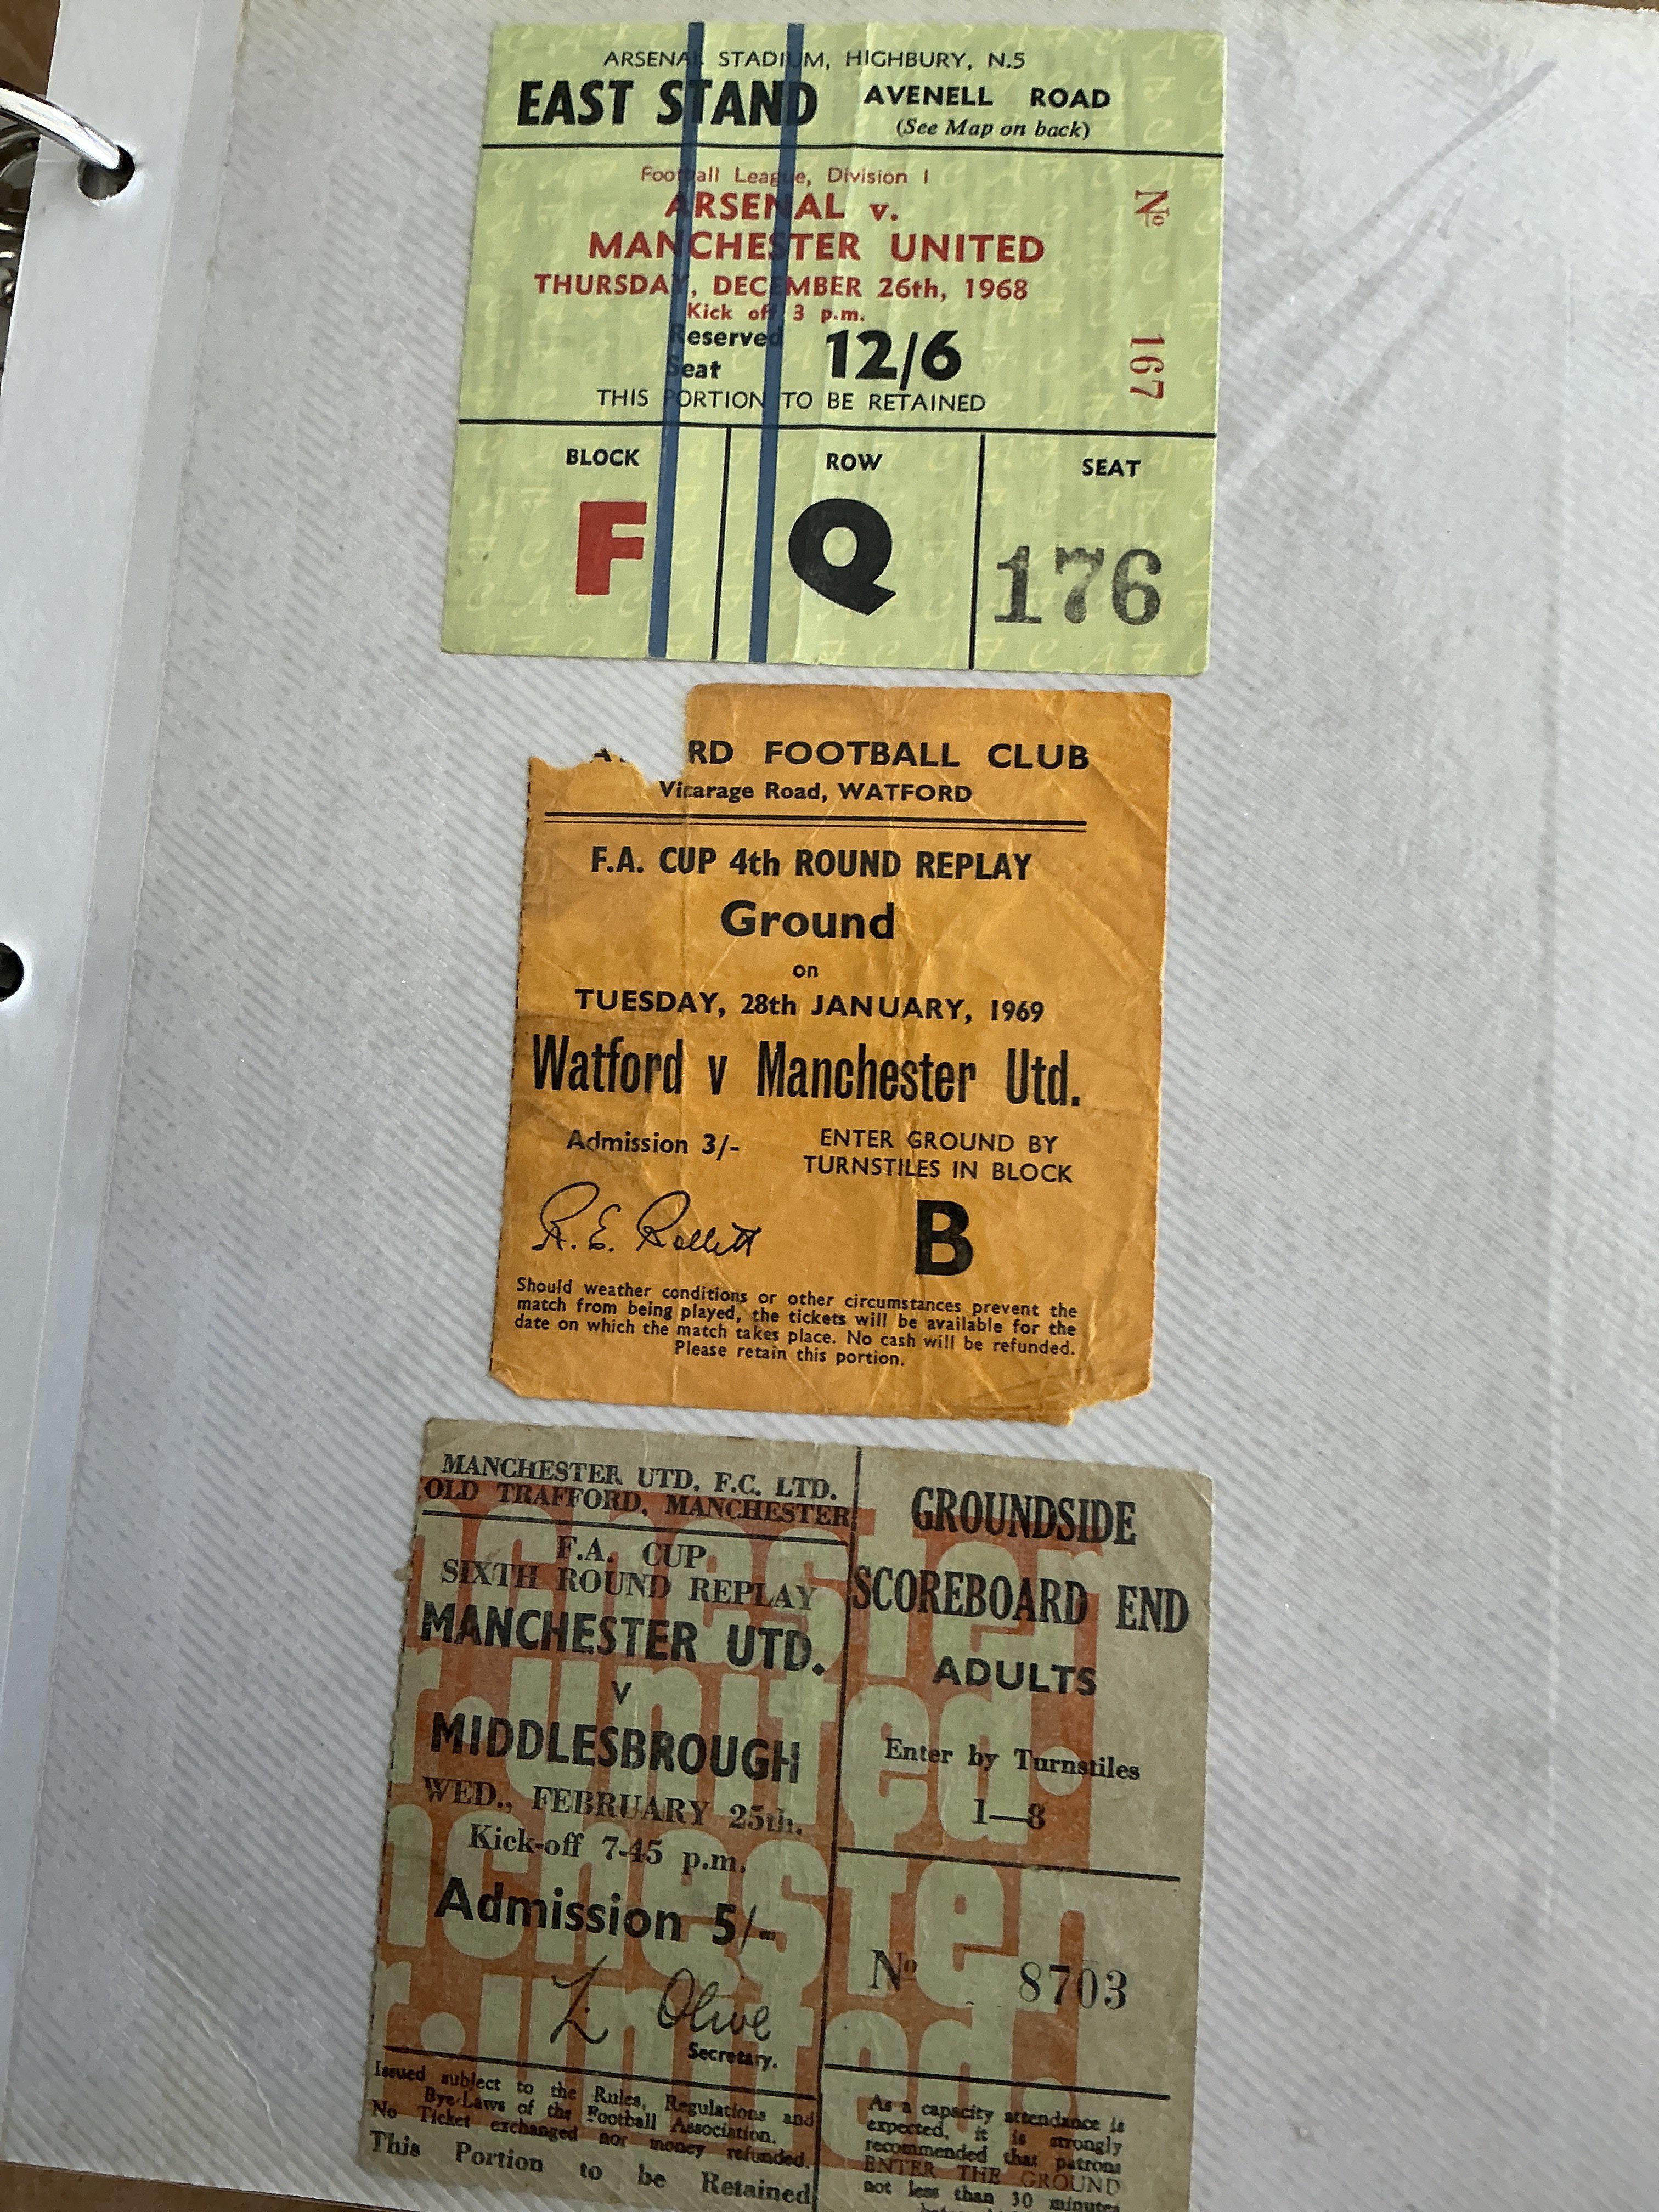 ARSENAL STADIUM, HIGHBURY, N.5
EAST STAND AVENELL ROAD
(See Map on back)
Football League, Division I
ARSENAL v.
MANCHESTER UNITED
THURSDAY, DECEMBER 26th, 1968
Kick off 3 p.m.
Reserved
Seat 12/6
THIS PORTION TO BE RETAINED
Nº 167
BLOCK ROW SEAT
F Q 176
RD FOOTBALL CLUB
Vicarage Road, WATFORD
F.A. CUP 4th ROUND REPLAY
Ground
on
TUESDAY, 28th JANUARY, 1969
Watford v Manchester Utd.
Admission 3/-
ENTER GROUND BY
TURNSTILES IN BLOCK
B
R. E. Rollitt
Should weather conditions or other circumstances prevent the
match from being played, the tickets will be available for the
date on which the match takes place. No cash will be refunded.
Please retain this portion.
MANCHESTER UTD. F.C. LTD.
OLD TRAFFORD, MANCHESTER
F.A. CUP
SIXTH ROUND REPLAY
MANCHESTER UTD.
v
MIDDLESBROUGH
WED., FEBRUARY 25th.
Kick-off 7-45 p.m.
Admission 5/-
L. Olive
Secretary.
Issued subject to the Rules, Regulations and
Bye-Laws of the Football Association.
No Ticket exchanged nor money refunded.
This Portion to be Retained
GROUNDSIDE
SCOREBOARD END
ADULTS
Enter by Turnstiles
1—8
Nº 8703
As a capacity attendance is
expected, it is strongly
recommended that patrons
ENTER THE GROUND
not less than 30 minutes